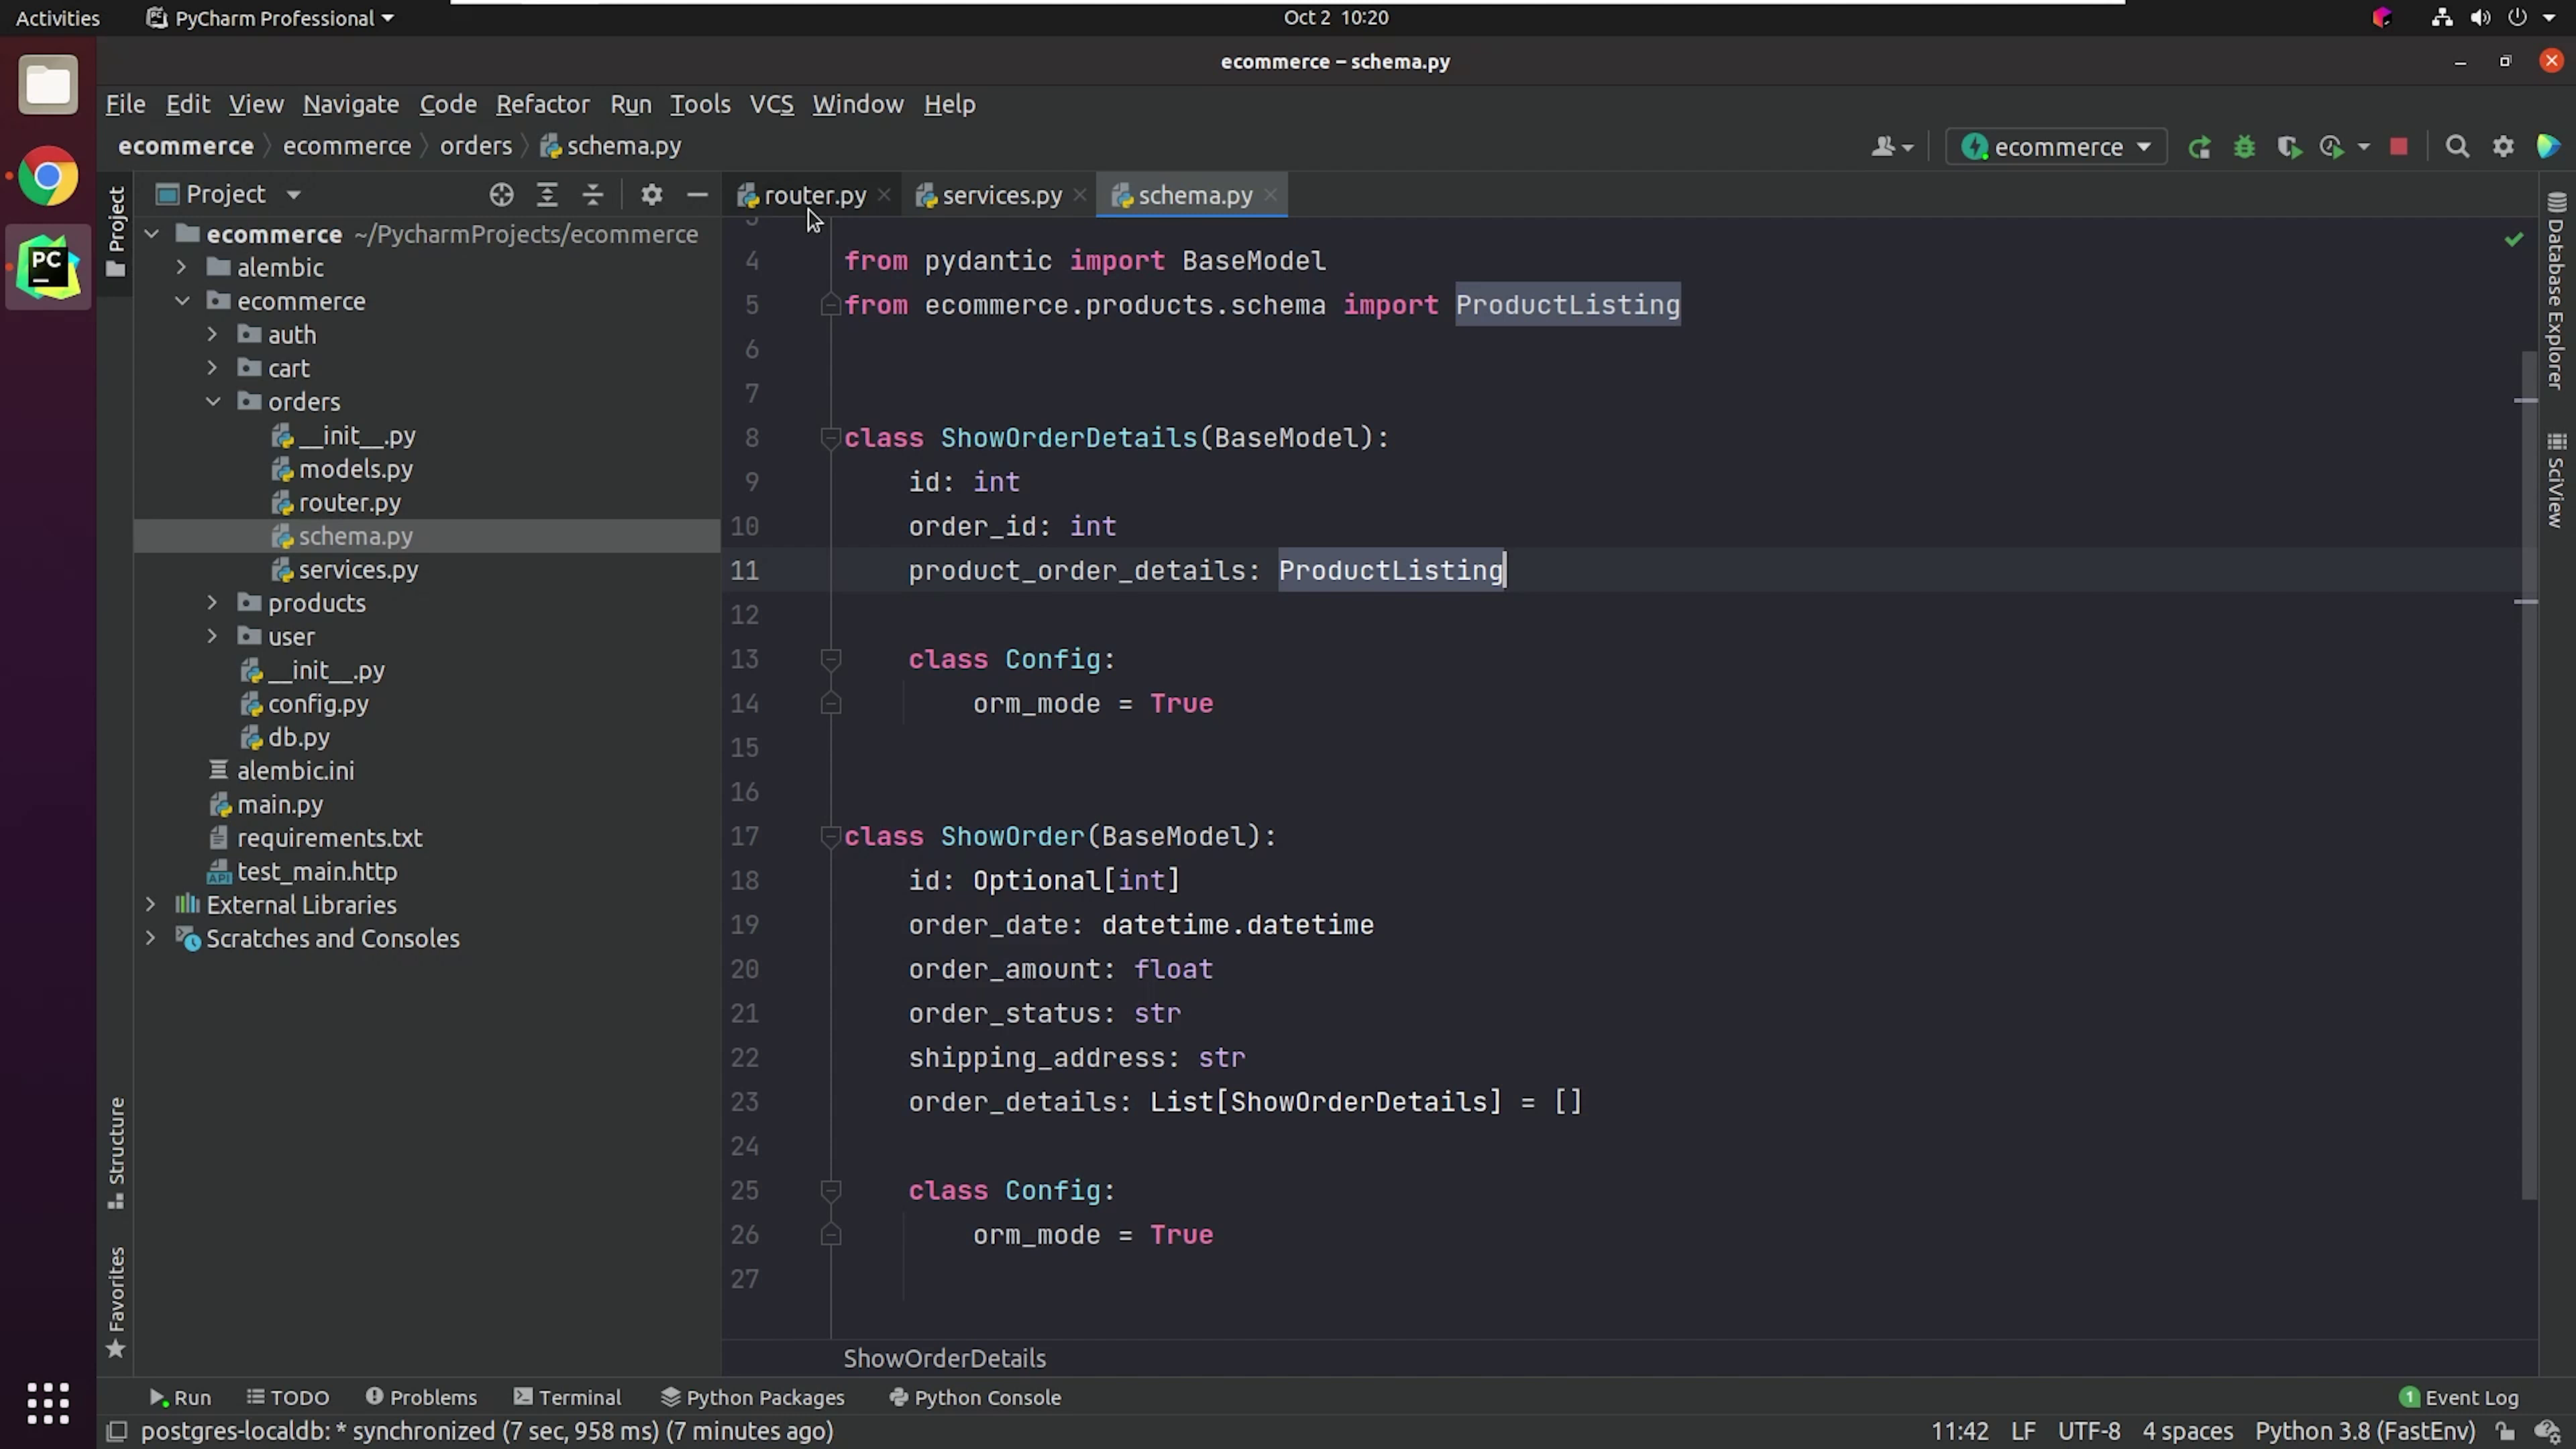 Activities
PyCharm Professional
Oct 2 10:20
ecommerce – schema.py
File Edit View Navigate Code Refactor Run Tools VCS Window Help
ecommerce ecommerce orders schema.py
ecommerce
Project
router.py
services.py
schema.py
Project
ecommerce ~/PycharmProjects/ecommerce
alembic
ecommerce
auth
cart
orders
__init__.py
models.py
router.py
schema.py
services.py
products
user
__init__.py
config.py
db.py
alembic.ini
main.py
requirements.txt
API test_main.http
External Libraries
Scratches and Consoles
Structure
Favorites
PC
4 from pydantic import BaseModel
5 from ecommerce.products.schema import ProductListing
6
7
8 class ShowOrderDetails(BaseModel):
9 id: int
10 order_id: int
11 product_order_details: ProductListing
12
13 class Config:
14 orm_mode = True
15
16
17 class ShowOrder(BaseModel):
18 id: Optional[int]
19 order_date: datetime.datetime
20 order_amount: float
21 order_status: str
22 shipping_address: str
23 order_details: List[ShowOrderDetails] = []
24
25 class Config:
26 orm_mode = True
27
ShowOrderDetails
Database Explorer
SciView
Run TODO Problems Terminal Python Packages Python Console
1 Event Log
postgres-localdb: * synchronized (7 sec, 958 ms) (7 minutes ago)
11:42 LF UTF-8 4 spaces Python 3.8 (FastEnv)